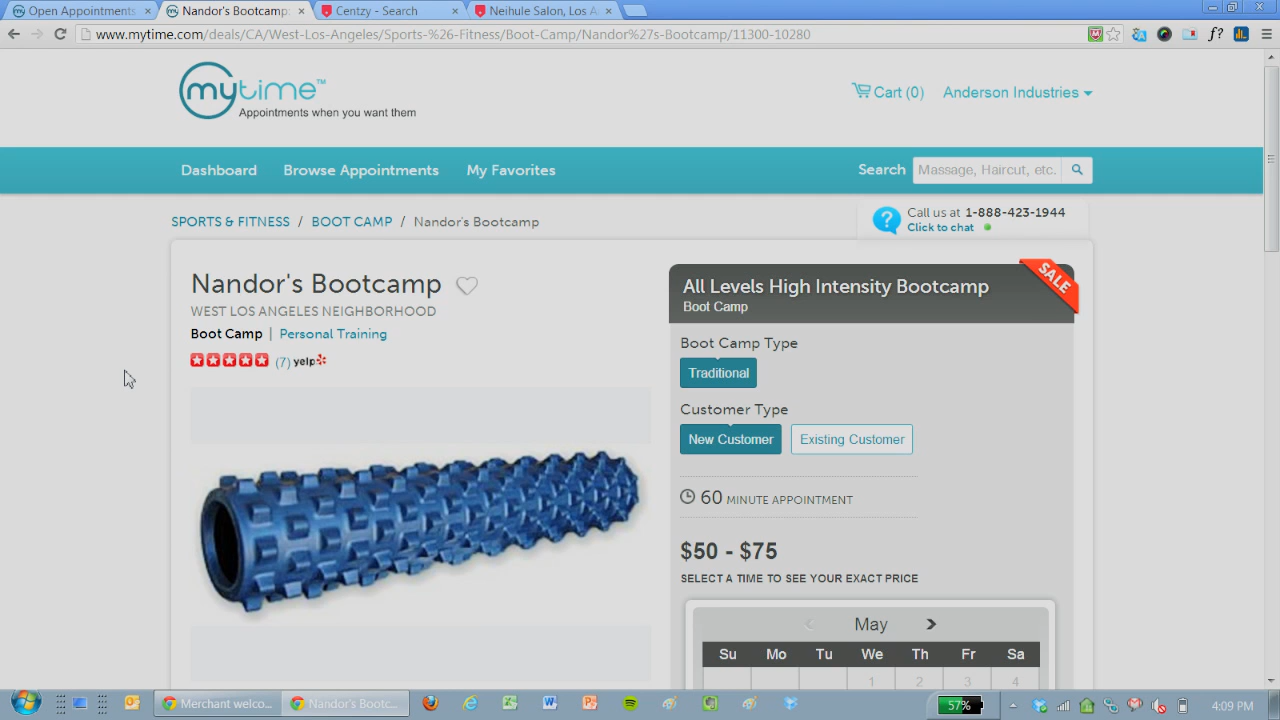 Open Appointments
Nandor's Bootcamp
Centzy - Search
Neihule Salon, Los A
www.mytime.com/deals/CA/West-Los-Angeles/Sports-%26-Fitness/Boot-Camp/Nandor%27s-Bootcamp/11300-10280
f?
mytime™
Appointments when you want them
Cart (0)
Anderson Industries
Dashboard
Browse Appointments
My Favorites
Search
Massage, Haircut, etc.
SPORTS & FITNESS / BOOT CAMP / Nandor's Bootcamp
Call us at 1-888-423-1944
Click to chat
Nandor's Bootcamp
WEST LOS ANGELES NEIGHBORHOOD
Boot Camp | Personal Training
(7) yelp
All Levels High Intensity Bootcamp
SALE
Boot Camp
Boot Camp Type
Traditional
Customer Type
New Customer
Existing Customer
60 MINUTE APPOINTMENT
$50 - $75
SELECT A TIME TO SEE YOUR EXACT PRICE
May
Su Mo Tu We Th Fr Sa
1 2 3 4
Merchant welco...
Nandor's Bootc...
57%
4:09 PM